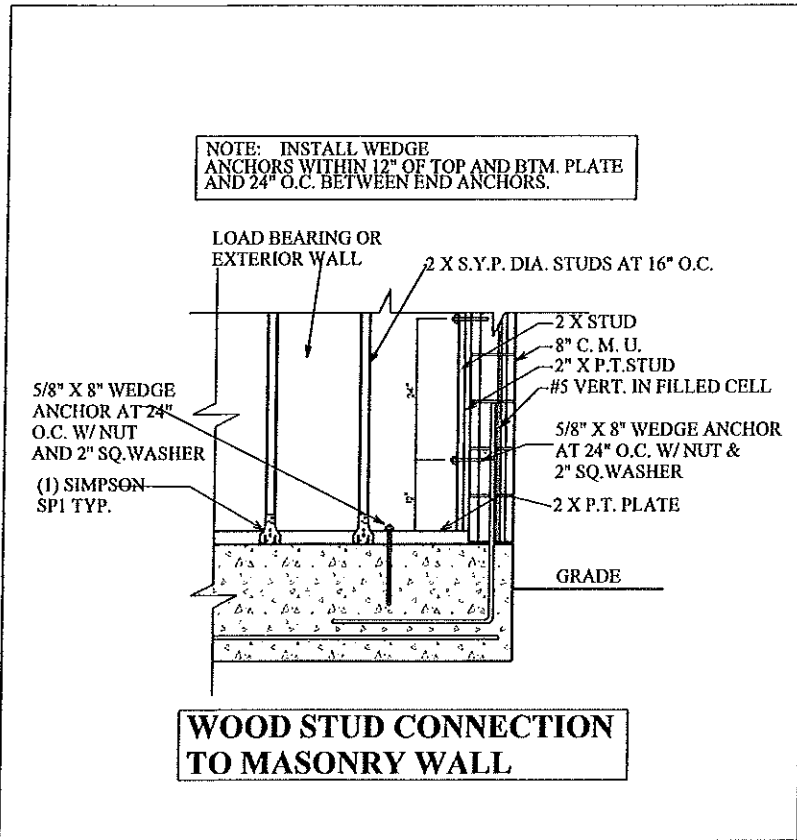 NOTE: INSTALL WEDGE
ANCHORS WITHIN 12" OF TOP AND BTM. PLATE
AND 24" O.C. BETWEEN END ANCHORS.
LOAD BEARING OR
EXTERIOR WALL
2 X S.Y.P. DIA. STUDS AT 16" O.C.
2 X STUD
8" C. M. U.
2" X P.T.STUD
#5 VERT. IN FILLED CELL
24"
5/8" X 8" WEDGE
ANCHOR AT 24"
O.C. W/ NUT
AND 2" SQ.WASHER
5/8" X 8" WEDGE ANCHOR
AT 24" O.C. W/ NUT &
2" SQ.WASHER
(1) SIMPSON
SP1 TYP.
12"
2 X P.T. PLATE
GRADE
WOOD STUD CONNECTION
TO MASONRY WALL